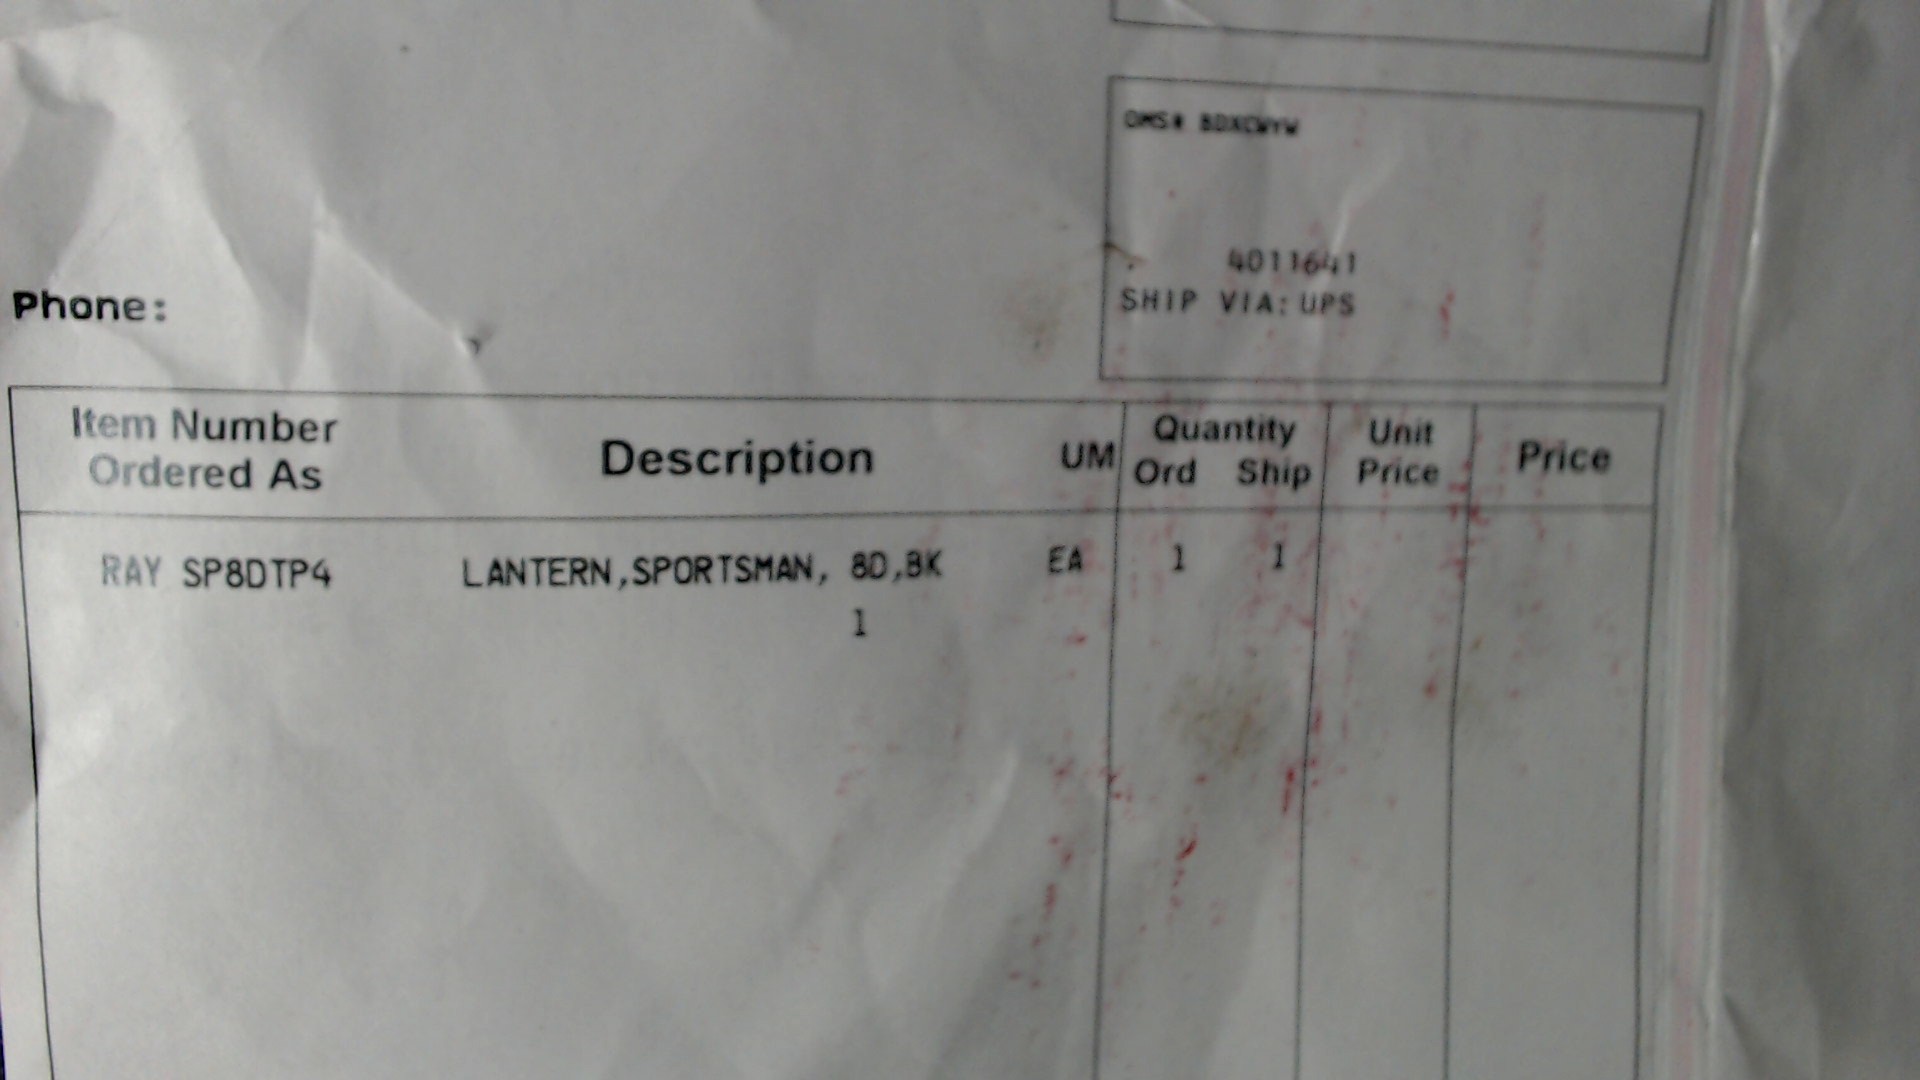 OMS#
4011641
SHIP VIA: UPS
Phone:
Item Number Ordered As Description UM Quantity Ord Ship Unit Price Price
RAY SP8DTP4 LANTERN,SPORTSMAN, 8D,BK EA 1 1
1